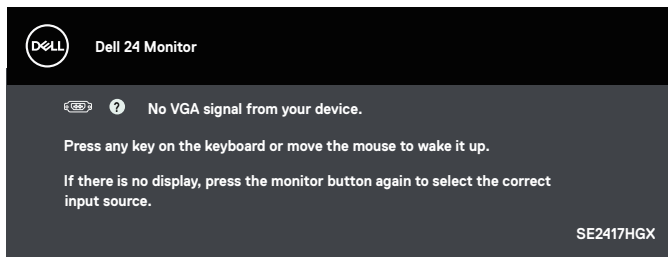 DELL
Dell 24 Monitor
? No VGA signal from your device.
Press any key on the keyboard or move the mouse to wake it up.
If there is no display, press the monitor button again to select the correct
input source.
SE2417HGX